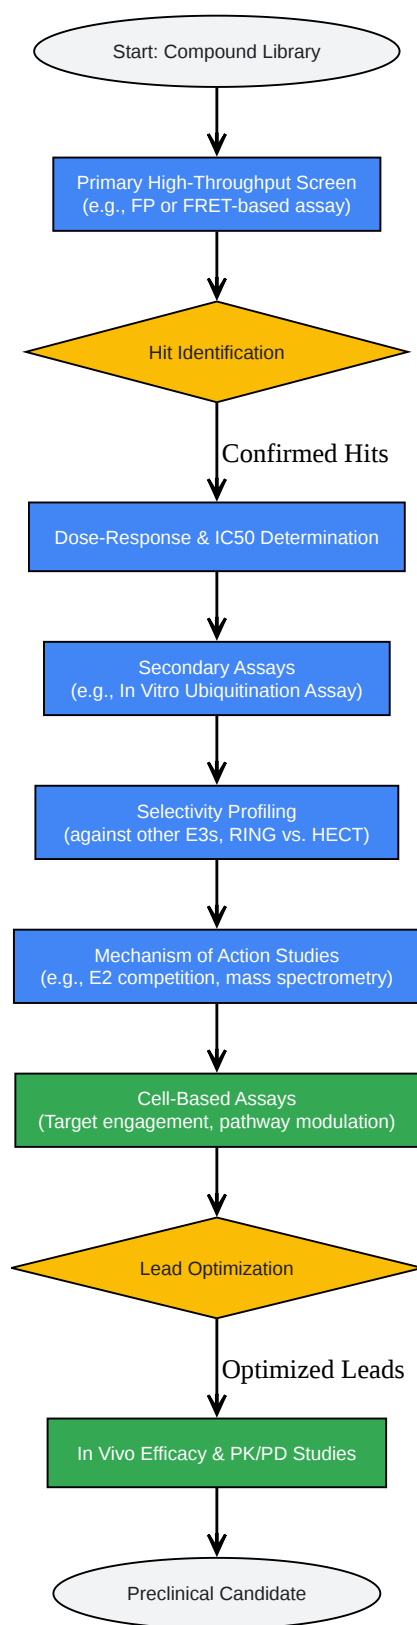 Start: Compound Library
Primary High-Throughput Screen
(e.g., FP or FRET-based assay)
Hit Identification
Confirmed Hits
Dose-Response & IC50 Determination
Secondary Assays
(e.g., In Vitro Ubiquitination Assay)
Selectivity Profiling
(against other E3s, RING vs. HECT)
Mechanism of Action Studies
(e.g., E2 competition, mass spectrometry)
Cell-Based Assays
(Target engagement, pathway modulation)
Lead Optimization
Optimized Leads
In Vivo Efficacy & PK/PD Studies
Preclinical Candidate